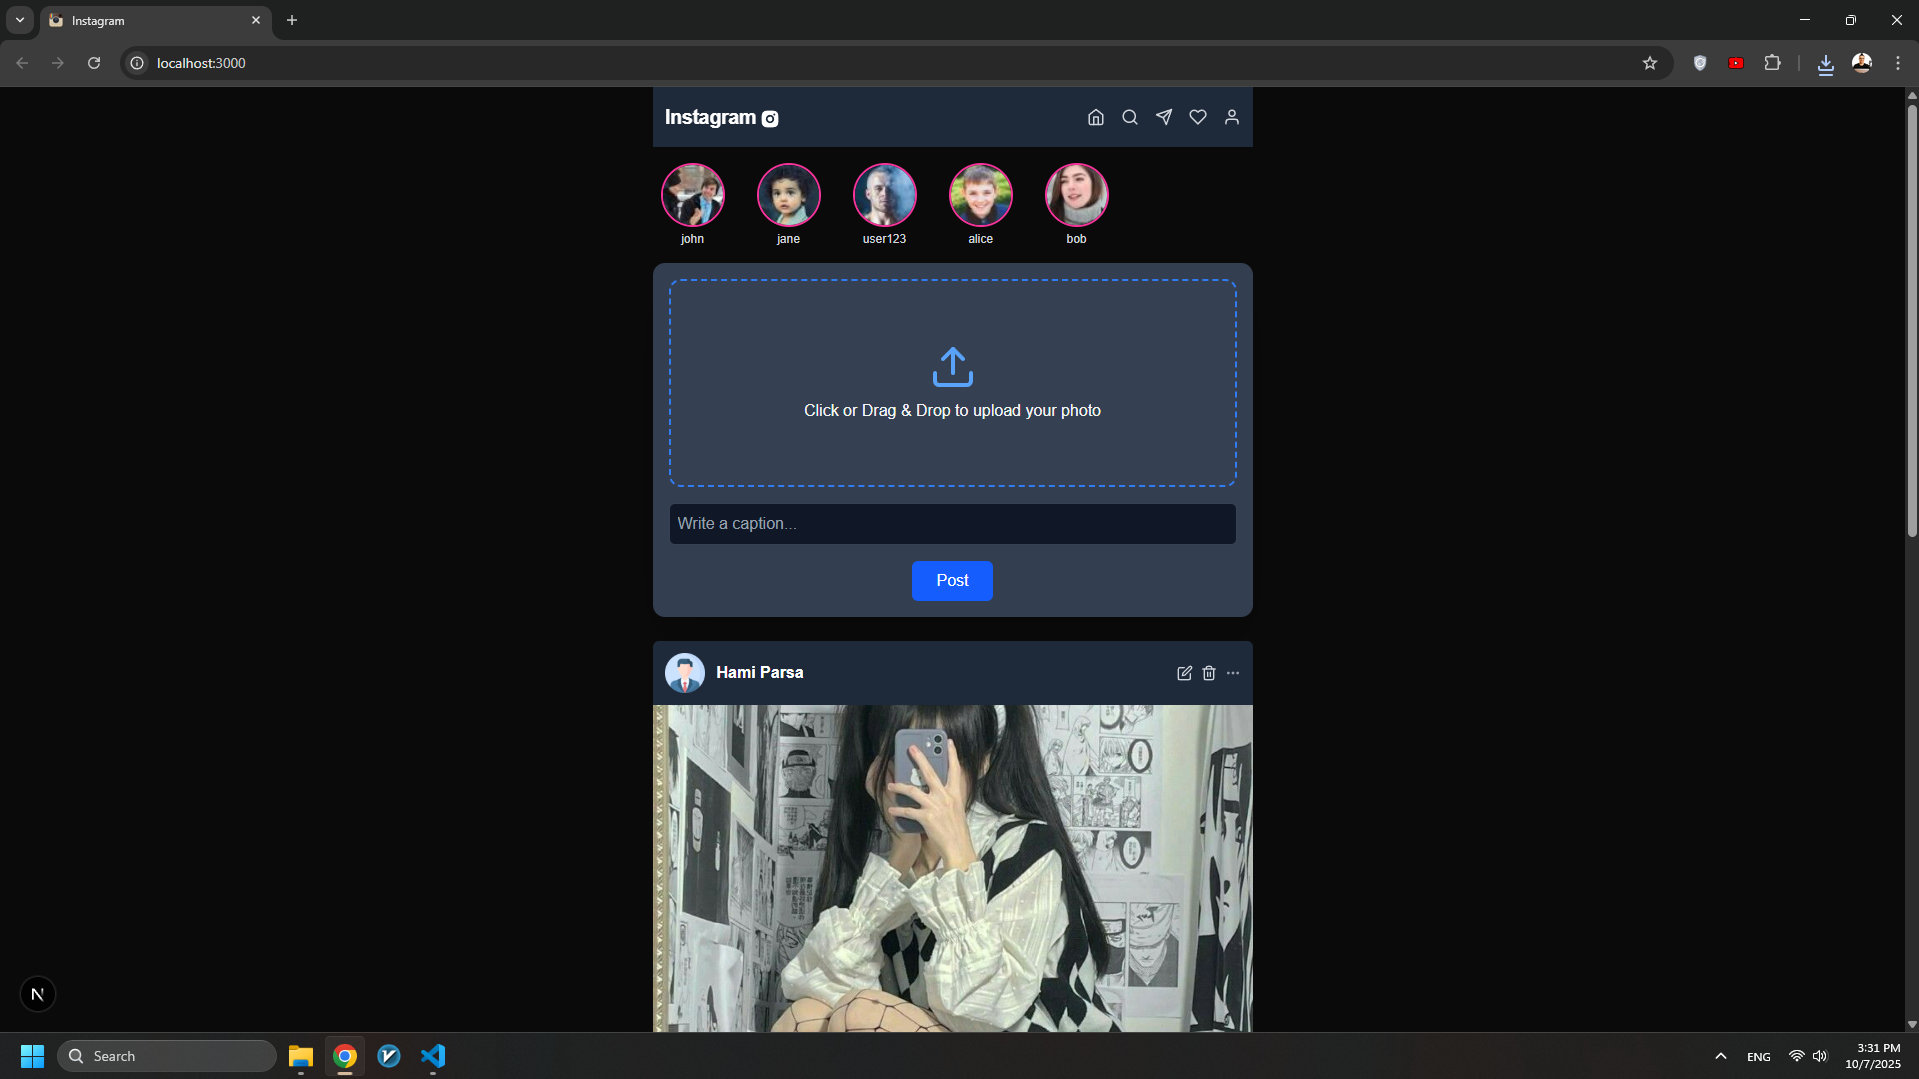 Instagram
localhost:3000
Instagram
john
jane
user123
alice
bob
Click or Drag & Drop to upload your photo
Write a caption...
Post
Hami Parsa
N
Search
ENG
3:31 PM
10/7/2025